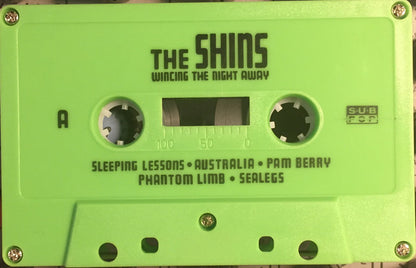 THE SHINS
WINCING THE NIGHT AWAY
A
SUB
POP
100 50 0
SLEEPING LESSONS • AUSTRALIA • PAM BERRY
PHANTOM LIMB • SEALEGS